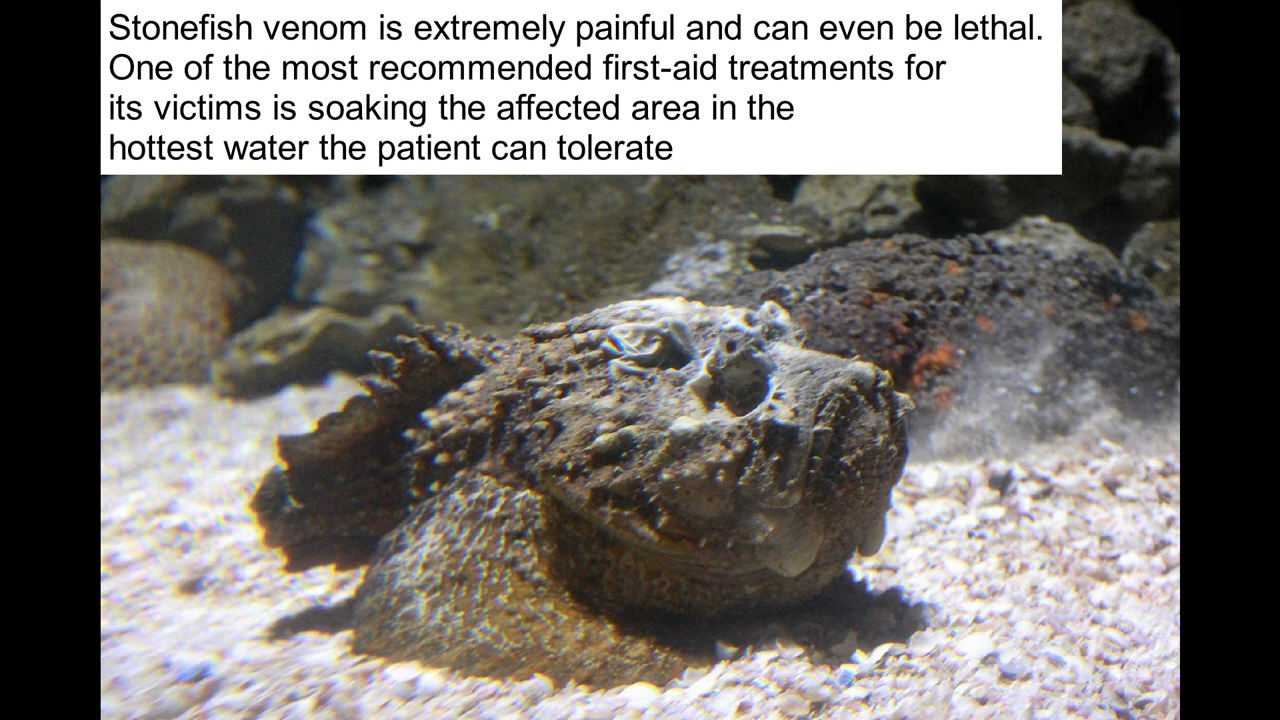 Stonefish venom is extremely painful and can even be lethal.
One of the most recommended first-aid treatments for
its victims is soaking the affected area in the
hottest water the patient can tolerate